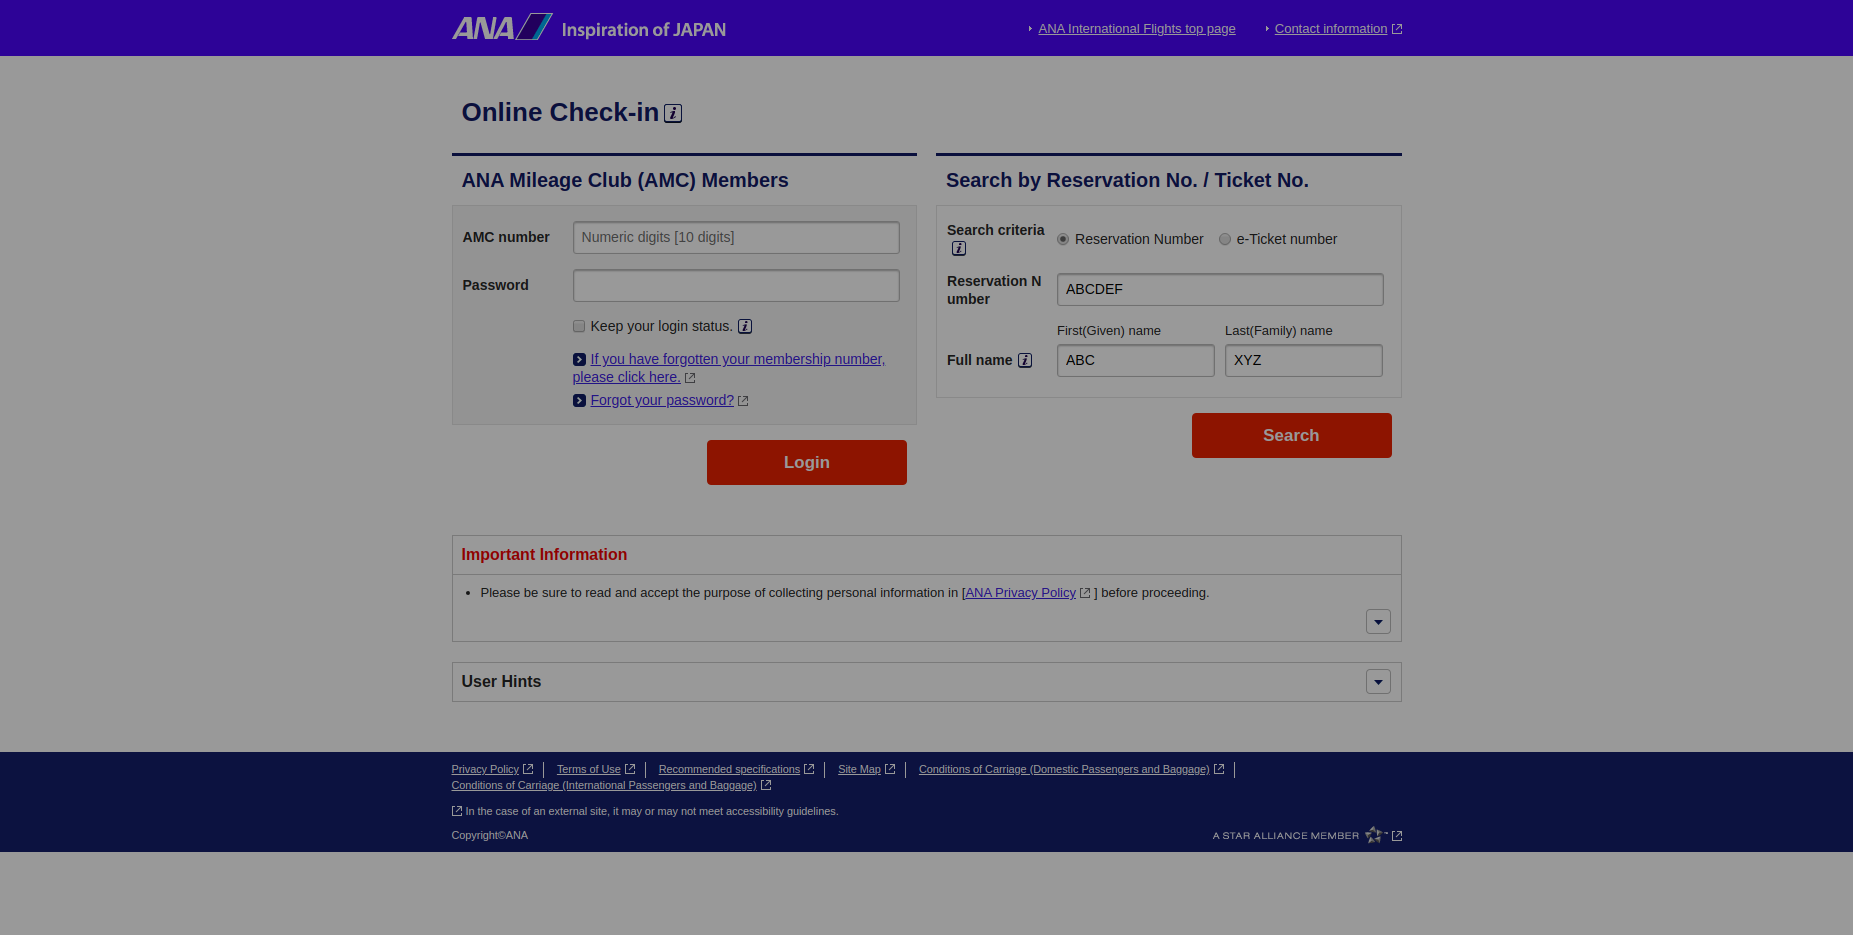 ANA Inspiration of JAPAN
ANA International Flights top page
Contact information
Online Check-in
ANA Mileage Club (AMC) Members
AMC number
Numeric digits [10 digits]
Password
Keep your login status.
If you have forgotten your membership number,
please click here.
Forgot your password?
Login
Search by Reservation No. / Ticket No.
Search criteria
Reservation Number
e-Ticket number
Reservation N
umber
ABCDEF
First(Given) name
Last(Family) name
Full name
ABC
XYZ
Search
Important Information
• Please be sure to read and accept the purpose of collecting personal information in [ANA Privacy Policy ] before proceeding.
User Hints
Privacy Policy
Terms of Use
Recommended specifications
Site Map
Conditions of Carriage (Domestic Passengers and Baggage)
Conditions of Carriage (International Passengers and Baggage)
In the case of an external site, it may or may not meet accessibility guidelines.
Copyright©ANA
A STAR ALLIANCE MEMBER